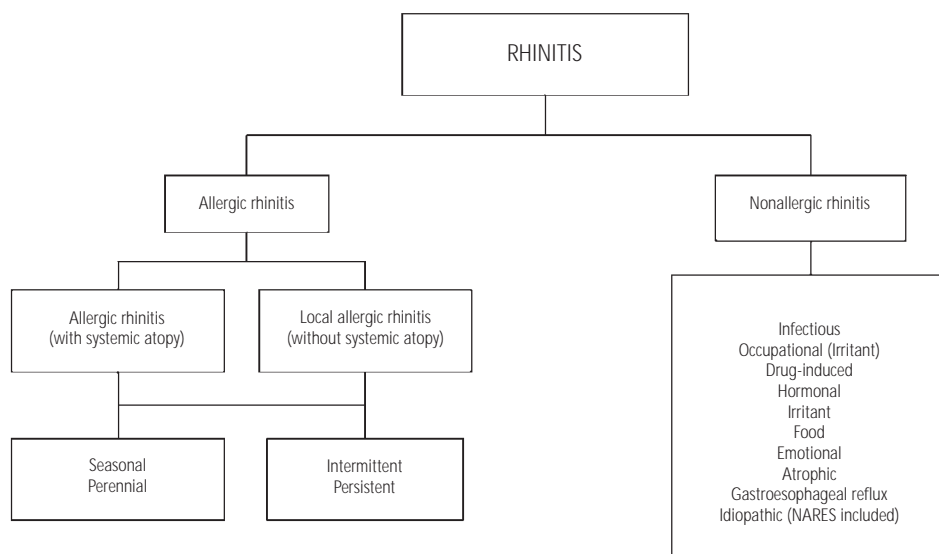 RHINITIS
Allergic rhinitis
Nonallergic rhinitis
Allergic rhinitis
(with systemic atopy)
Local allergic rhinitis
(without systemic atopy)
Seasonal
Perennial
Intermittent
Persistent
Infectious
Occupational (Irritant)
Drug-induced
Hormonal
Irritant
Food
Emotional
Atrophic
Gastroesophageal reflux
Idiopathic (NARES included)